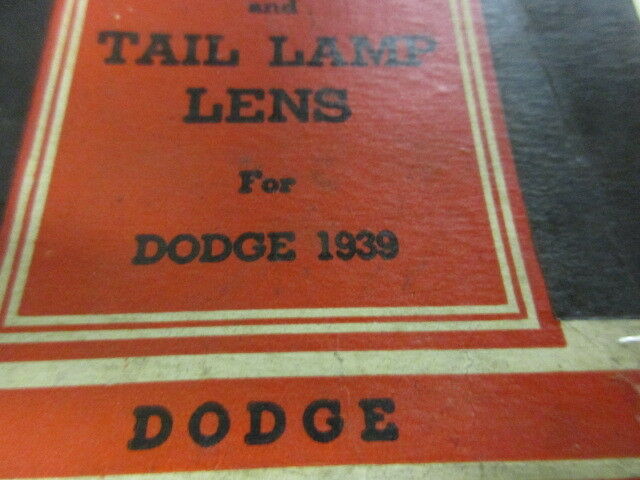 and
TAIL LAMP
LENS
For
DODGE 1939
DODGE